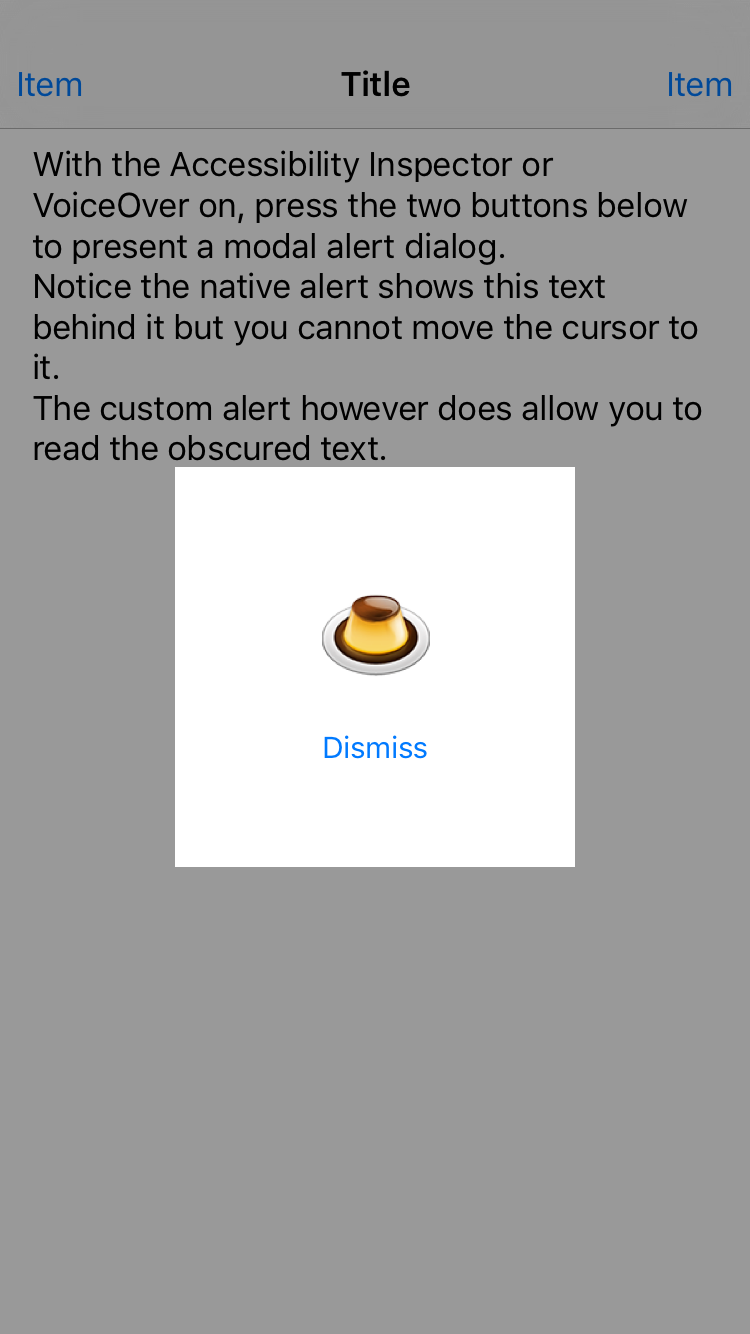 Item
Title
Item
With the Accessibility Inspector or
VoiceOver on, press the two buttons below
to present a modal alert dialog.
Notice the native alert shows this text
behind it but you cannot move the cursor to
it.
The custom alert however does allow you to
read the obscured text.
Dismiss